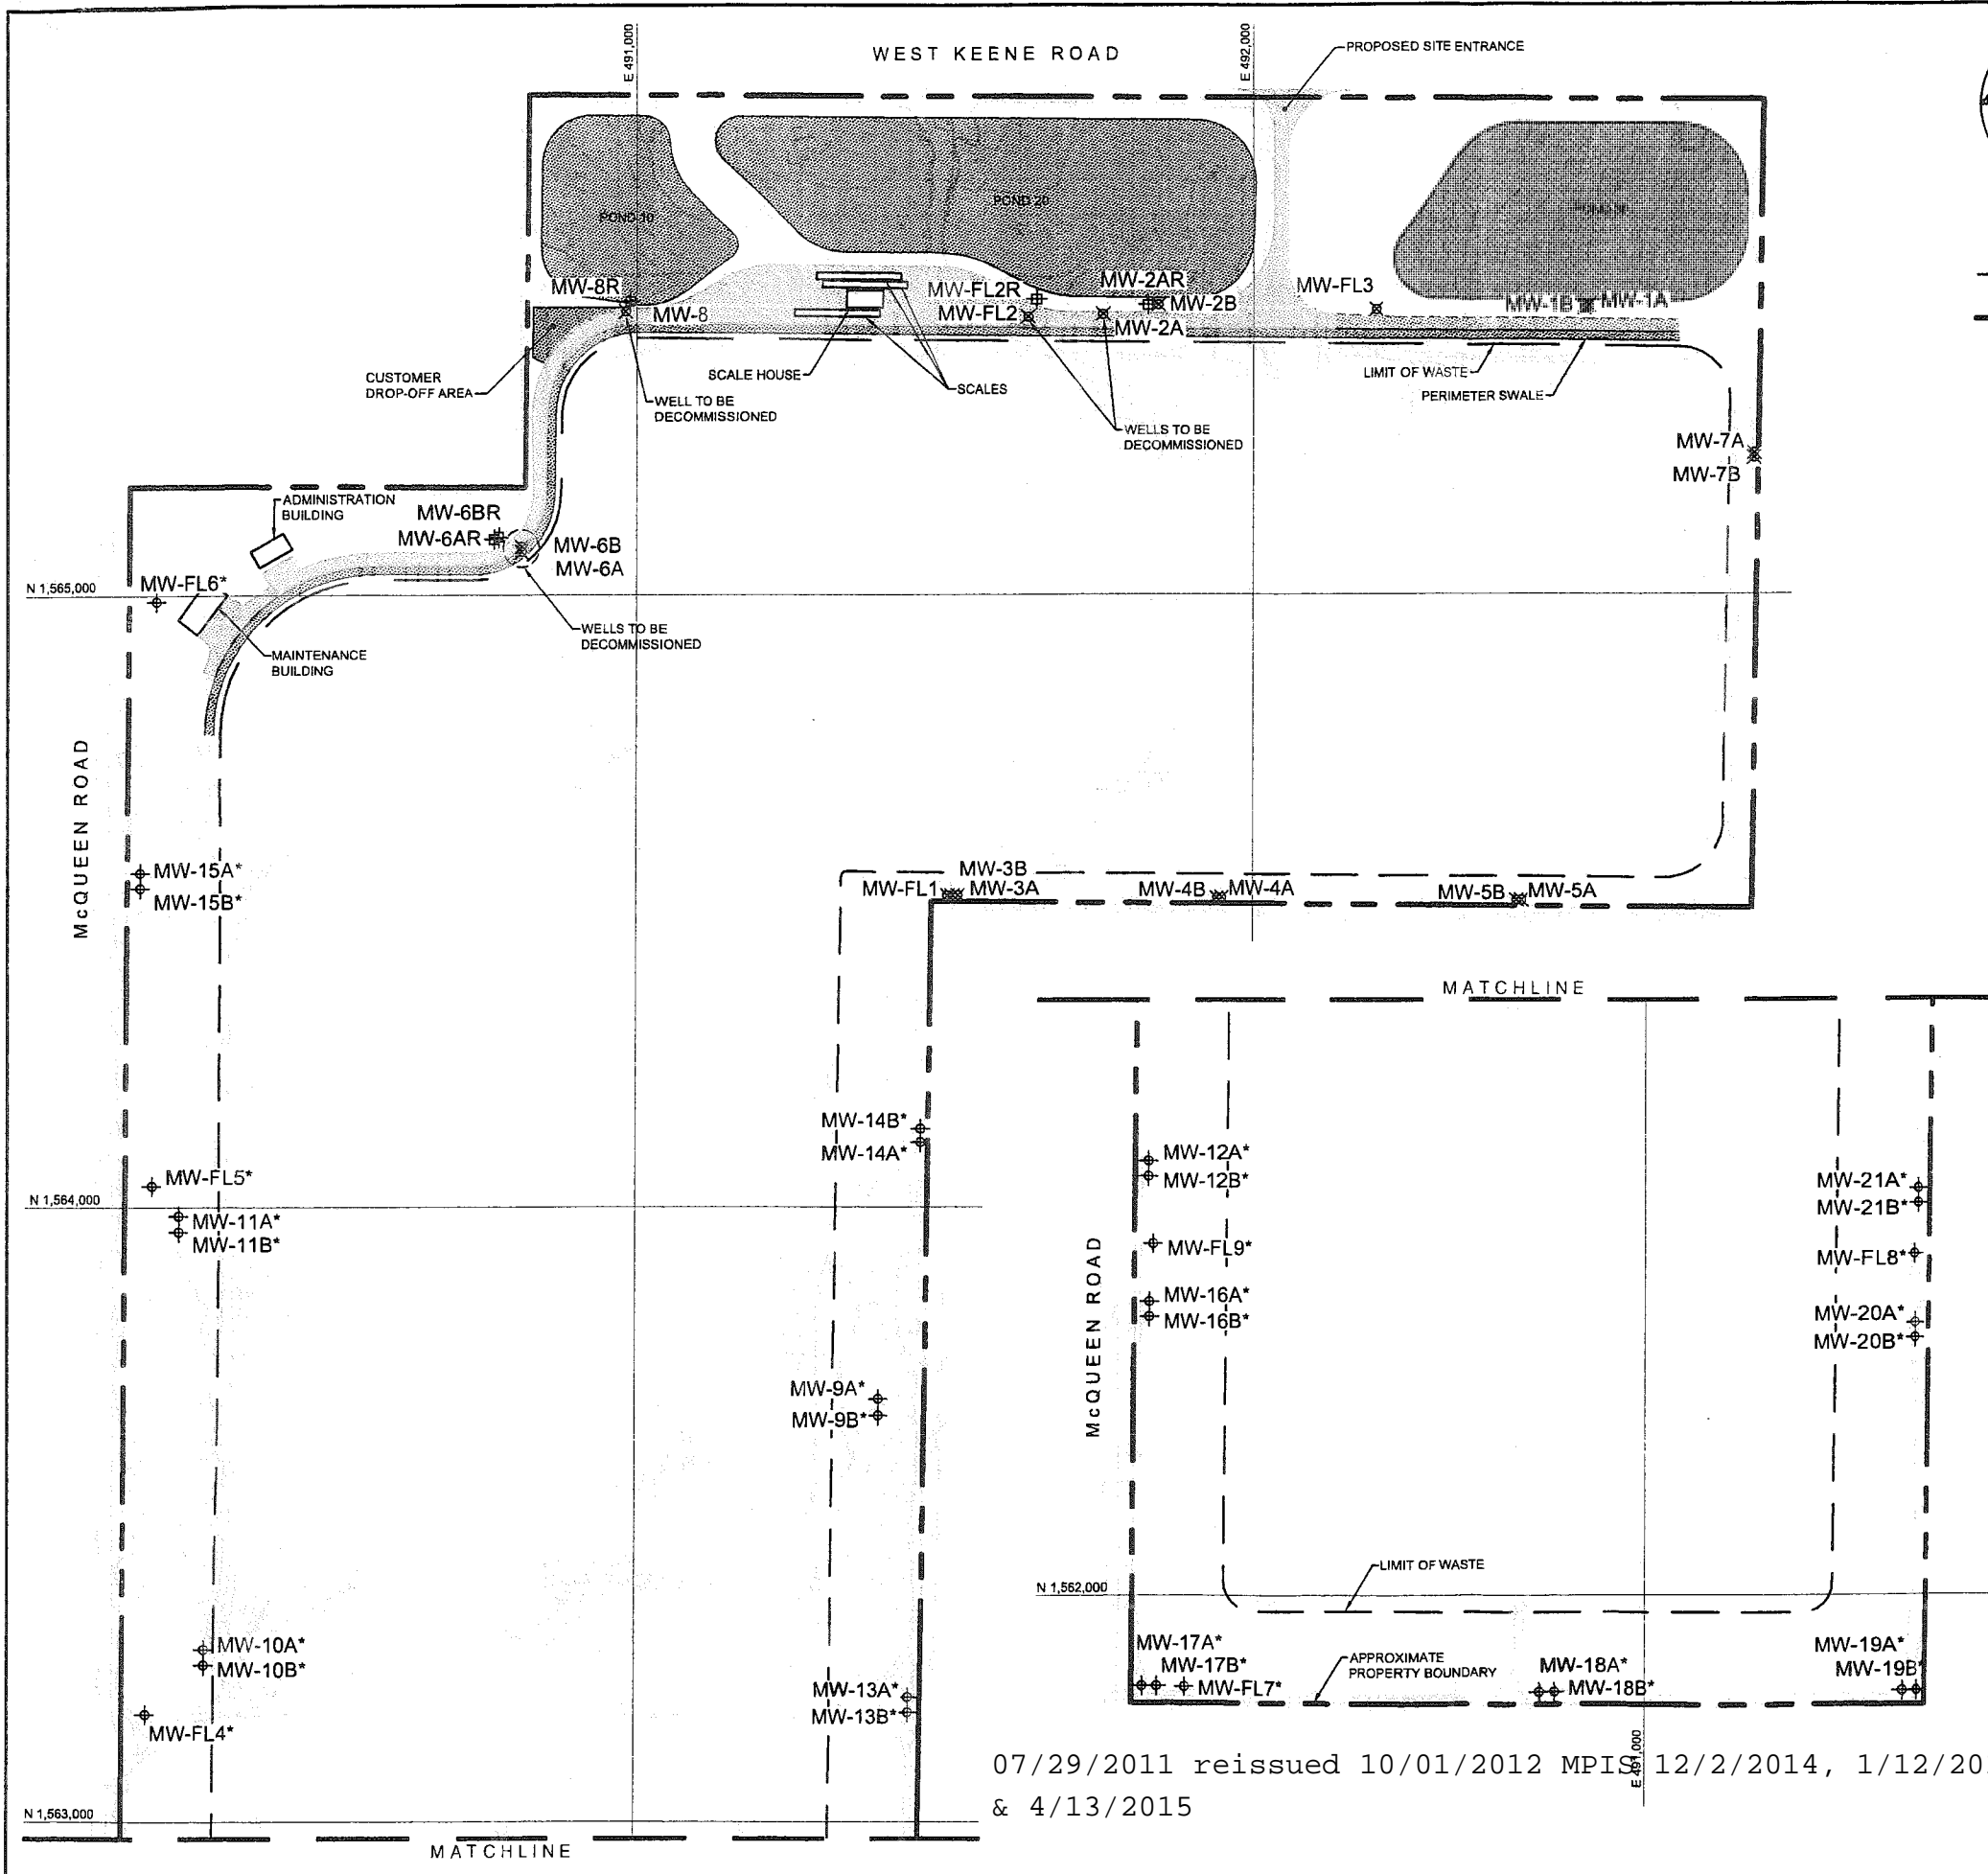 WEST KEENE ROAD
E 491,000
E 492,000
PROPOSED SITE ENTRANCE
POND 10
POND 20
MW-8R
MW-8
MW-FL2R
MW-FL2
MW-2AR
MW-2B
MW-2A
MW-FL3
MW-1B
MW-1A
CUSTOMER
DROP-OFF AREA
WELL TO BE
DECOMMISSIONED
SCALE HOUSE
SCALES
WELLS TO BE
DECOMMISSIONED
LIMIT OF WASTE
PERIMETER SWALE
MW-7A
MW-7B
ADMINISTRATION
BUILDING
MW-6BR
MW-6AR
MW-6B
MW-6A
N 1,565,000
MW-FL6*
WELLS TO BE
DECOMMISSIONED
MAINTENANCE
BUILDING
McQUEEN ROAD
MW-15A*
MW-15B*
MW-3B
MW-FL1
MW-3A
MW-4B
MW-4A
MW-5B
MW-5A
MATCHLINE
MW-14B*
MW-14A*
MW-FL5*
N 1,564,000
MW-11A*
MW-11B*
MW-9A*
MW-9B*
MW-10A*
MW-10B*
MW-FL4*
MW-13A*
MW-13B*
N 1,563,000
MATCHLINE
MW-12A*
MW-12B*
MW-FL9*
MW-16A*
MW-16B*
McQUEEN ROAD
MW-21A*
MW-21B*
MW-FL8*
MW-20A*
MW-20B*
LIMIT OF WASTE
N 1,562,000
MW-17A*
MW-17B*
MW-FL7*
APPROXIMATE
PROPERTY BOUNDARY
MW-18A*
MW-18B*
MW-19A*
MW-19B*
E 491,000
07/29/2011 reissued 10/01/2012 MPIS 12/2/2014, 1/12/20
& 4/13/2015